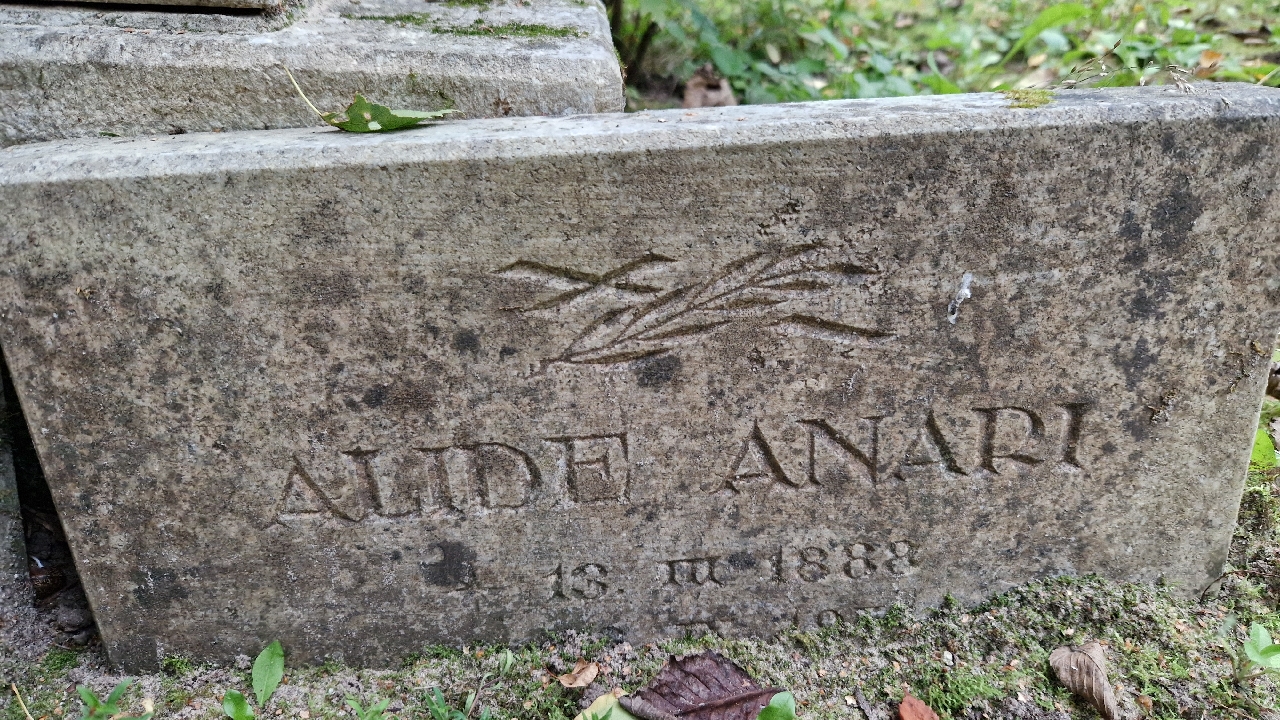 ALIDE ANARI
13. III 1888